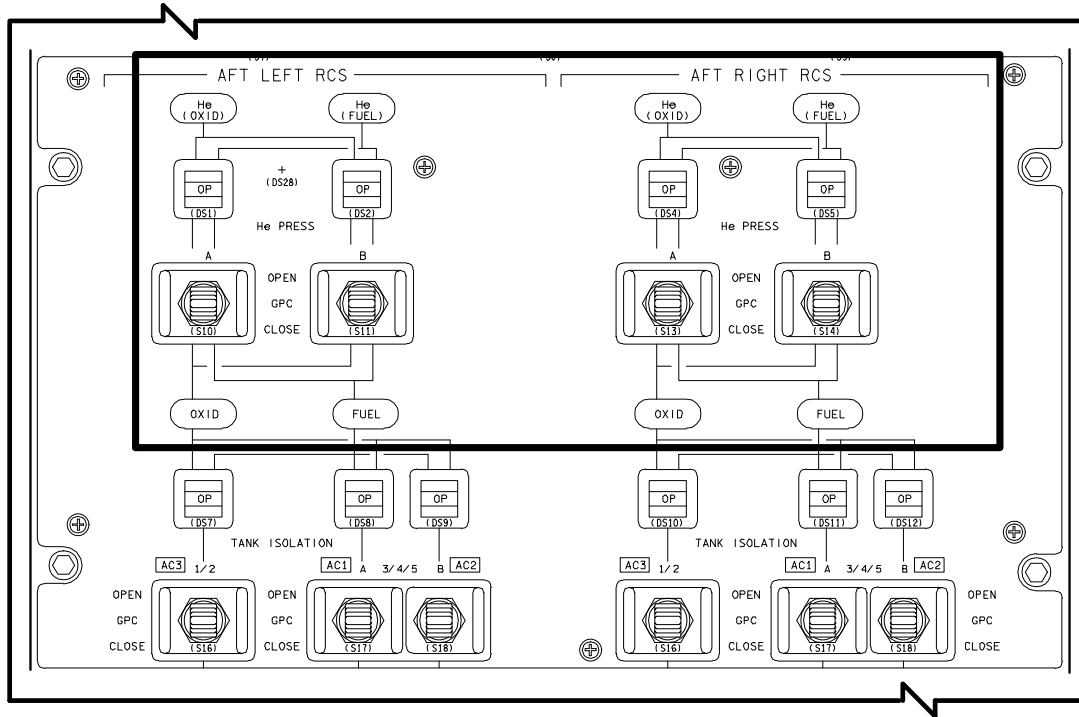 AFT LEFT RCS AFT RIGHT RCS
He He He He
(OXID) (FUEL) (OXID) (FUEL)
OP + OP OP OP
(DS28)
(DS1) (DS2) (DS4) (DS5)
He PRESS He PRESS
A B A B
OPEN OPEN
GPC GPC
CLOSE CLOSE
(S10) (S11) (S13) (S14)
OXID FUEL OXID FUEL
OP OP OP OP OP OP
(DS7) (DS8) (DS9) (DS10) (DS11) (DS12)
TANK ISOLATION TANK ISOLATION
AC3 1/2 AC1 A 3/4/5 B AC2 AC3 1/2 AC1 A 3/4/5 B AC2
OPEN OPEN OPEN OPEN
GPC GPC GPC GPC
CLOSE CLOSE CLOSE CLOSE
(S16) (S17) (S18) (S16) (S17) (S18)